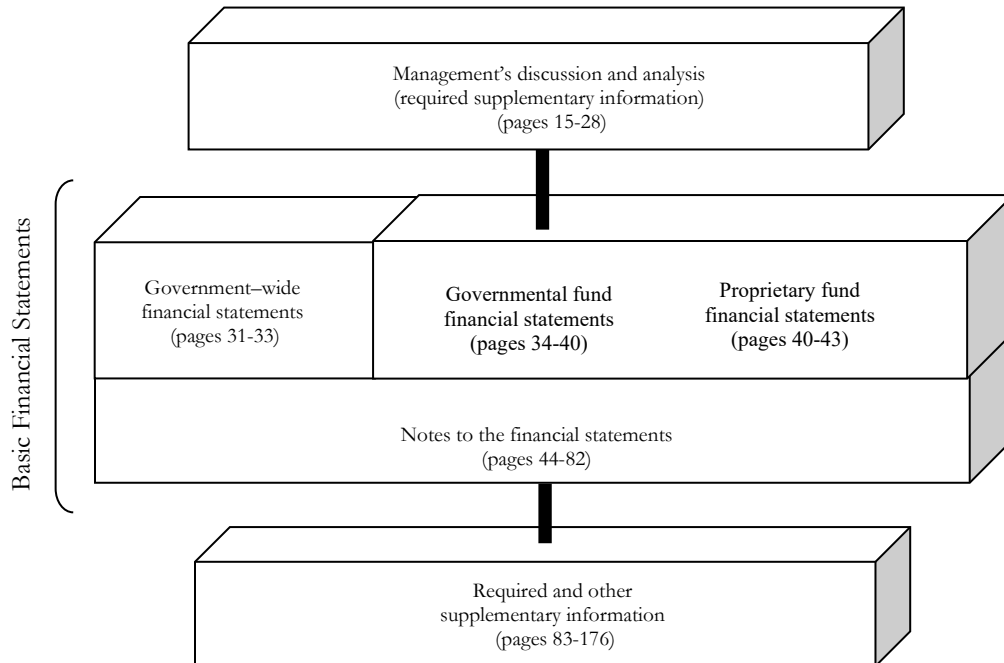 Management’s discussion and analysis
(required supplementary information)
(pages 15-28)
Basic Financial Statements
Government–wide
financial statements
(pages 31-33)
Governmental fund
financial statements
(pages 34-40)
Proprietary fund
financial statements
(pages 40-43)
Notes to the financial statements
(pages 44-82)
Required and other
supplementary information
(pages 83-176)